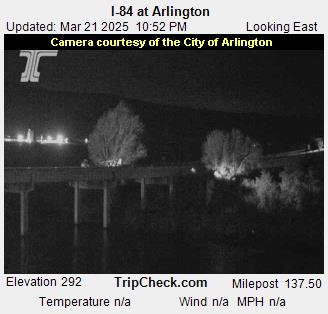 I-84 at Arlington
Updated: Mar 21 2025 10:52 PM Looking East
Camera courtesy of the City of Arlington
Elevation 292 TripCheck.com Milepost 137.50
Temperature n/a Wind n/a MPH n/a